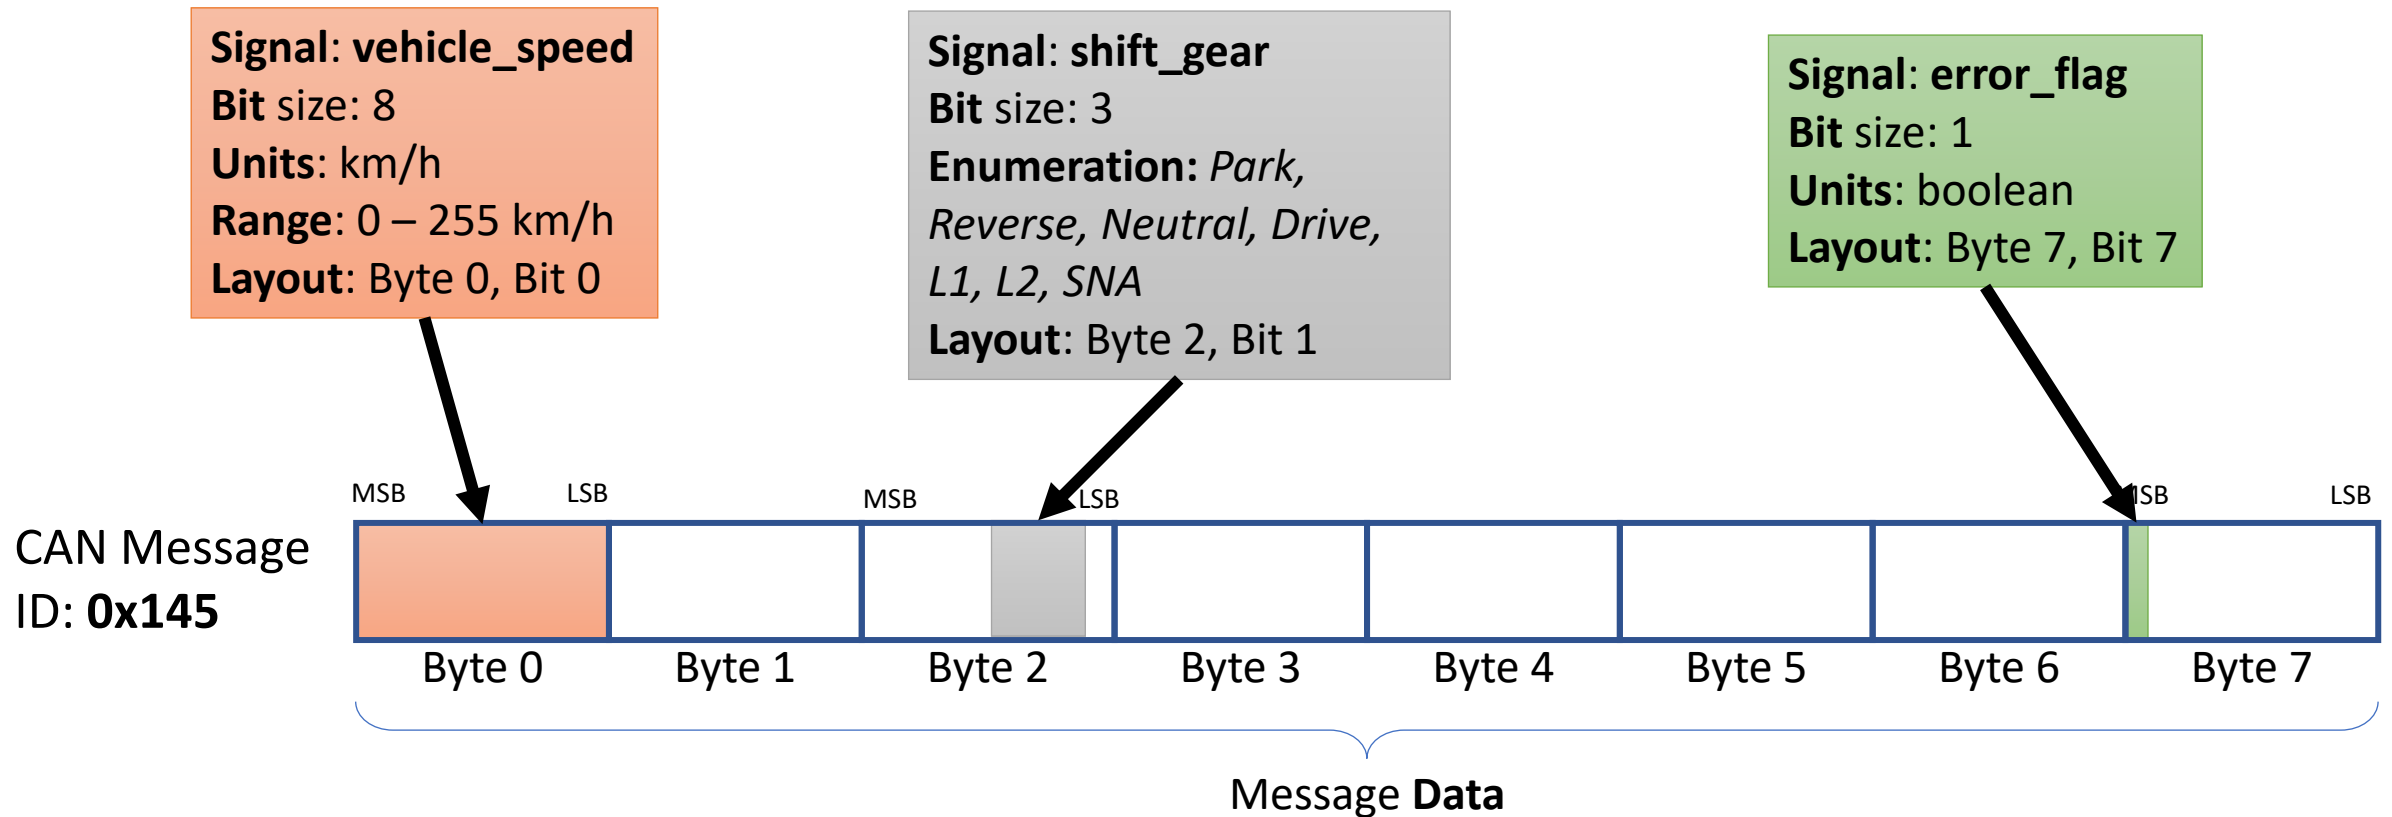 Signal: vehicle_speed
Bit size: 8
Units: km/h
Range: 0 – 255 km/h
Layout: Byte 0, Bit 0
Signal: shift_gear
Bit size: 3
Enumeration: Park,
Reverse, Neutral, Drive,
L1, L2, SNA
Layout: Byte 2, Bit 1
Signal: error_flag
Bit size: 1
Units: boolean
Layout: Byte 7, Bit 7
MSB LSB MSB LSB MSB LSB
CAN Message
ID: 0x145
Byte 0 Byte 1 Byte 2 Byte 3 Byte 4 Byte 5 Byte 6 Byte 7
Message Data